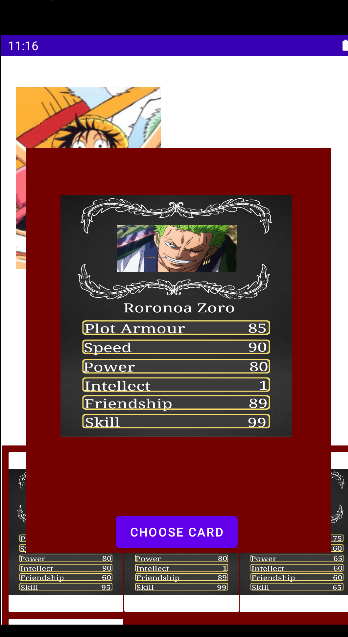 11:16
Roronoa Zoro
Plot Armour 85
Speed 90
Power 80
Intellect 1
Friendship 89
Skill 99
CHOOSE CARD
Power 80 Power 80 Power 65
Intellect 90 Intellect 1 Intellect 60
Friendship 60 Friendship 89 Friendship 60
Skill 95 Skill 99 Skill 65